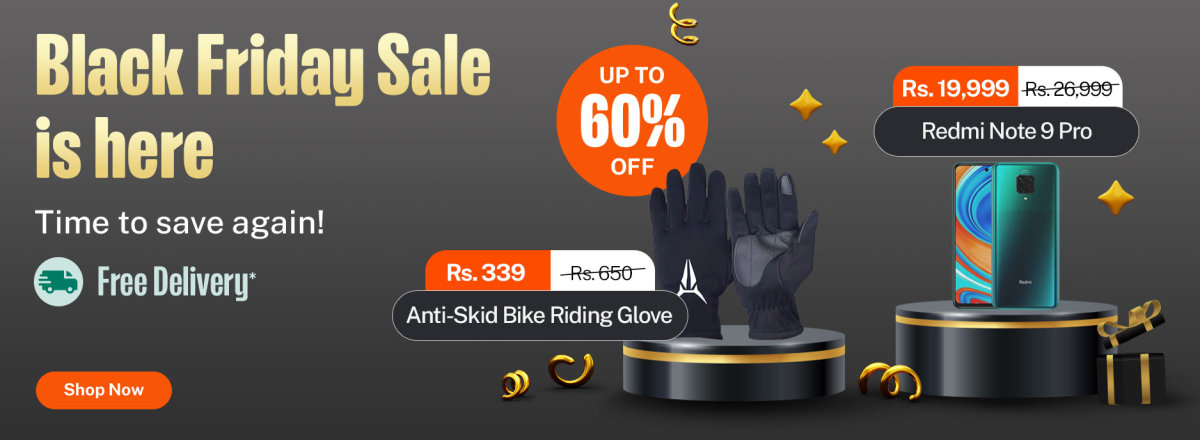 Black Friday Sale
is here
Time to save again!
Free Delivery*
Shop Now
UP TO
60%
OFF
Rs. 339 Rs. 650
Anti-Skid Bike Riding Glove
Rs. 19,999 Rs. 26,999
Redmi Note 9 Pro
Redmi